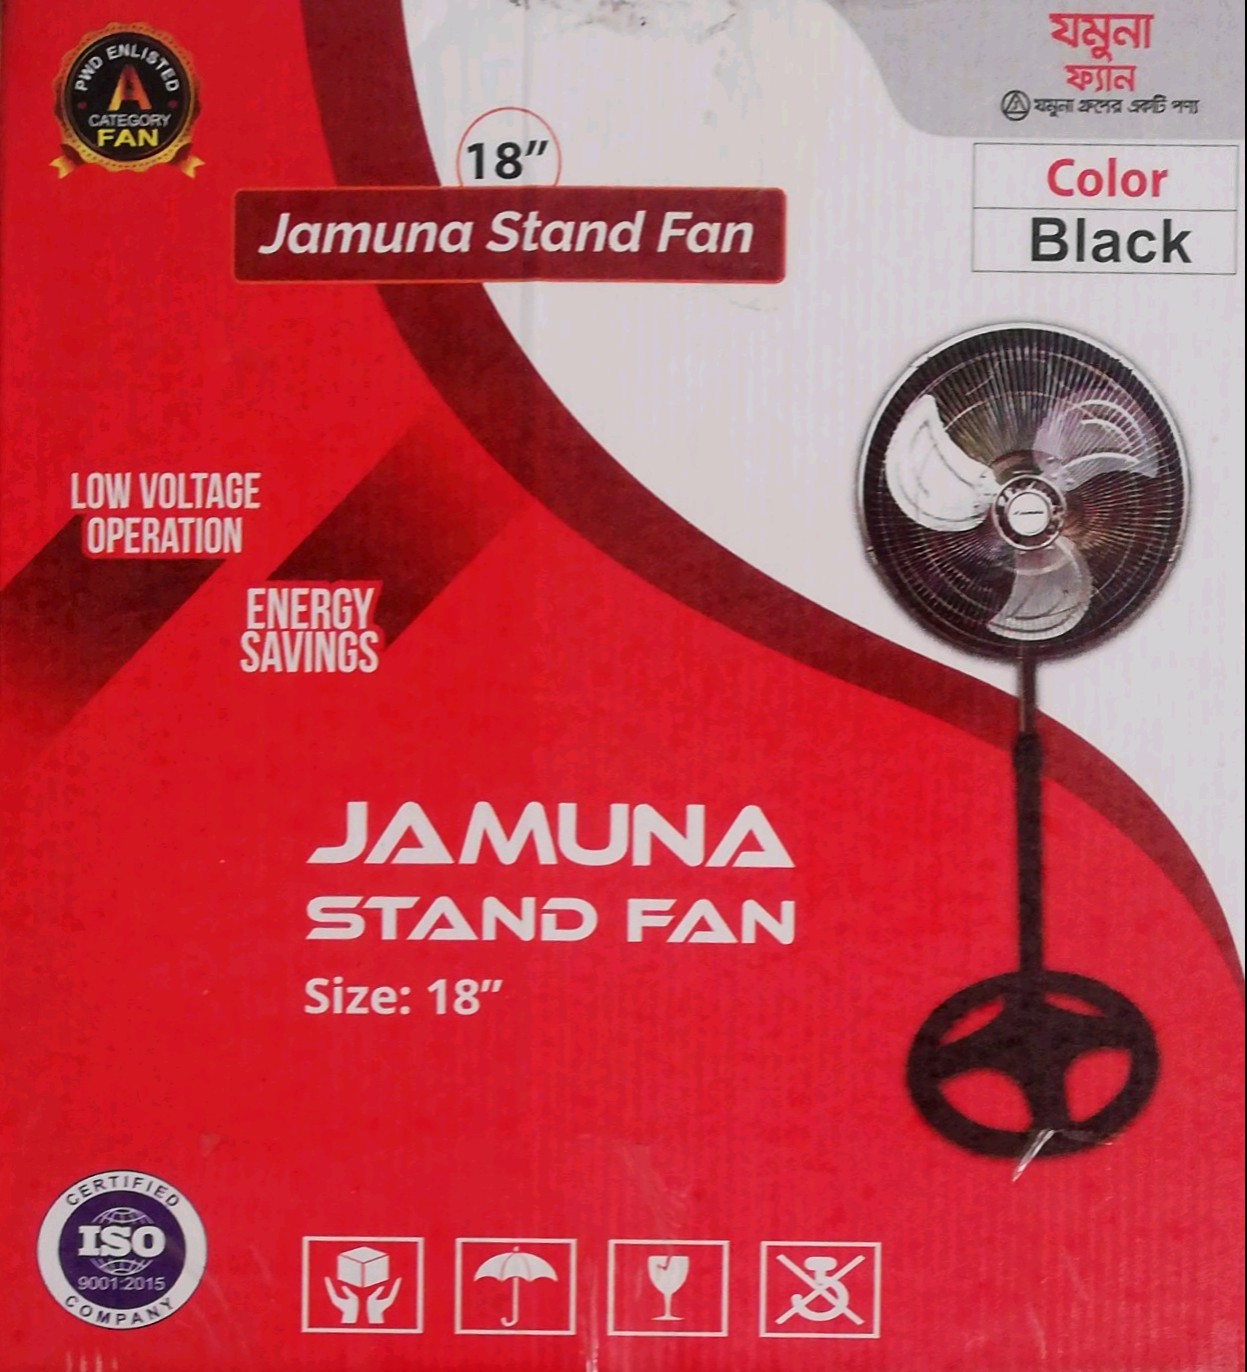 PWD ENLISTED
A
CATEGORY
FAN
যমুনা
ফ্যান
যমুনা গ্রুপের একটি পণ্য
18”
Jamuna Stand Fan
Color
Black
LOW VOLTAGE
OPERATION
ENERGY
SAVINGS
JAMUNA
STAND FAN
Size: 18”
CERTIFIED
ISO
9001:2015
COMPANY